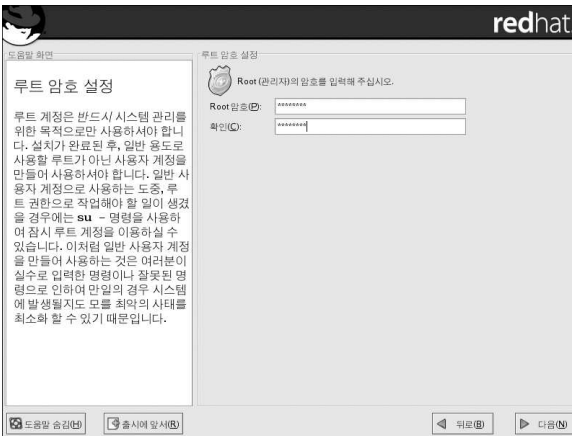 redhat
도움말 화면
루트 암호 설정
루트 계정은 반드시 시스템 관리를
위한 목적으로만 사용하셔야 합니
다. 설치가 완료된 후, 일반 용도로
사용할 루트가 아닌 사용자 계정을
만들어 사용하셔야 합니다. 일반 사
용자 계정으로 사용하는 도중, 루
트 권한으로 작업해야 할 일이 생겼
을 경우에는 su - 명령을 사용하
여 잠시 루트 계정을 이용하실 수
있습니다. 이처럼 일반 사용자 계정
을 만들어 사용하는 것은 여러분이
실수로 입력한 명령이나 잘못된 명
령으로 인하여 만일의 경우 시스템
에 발생될지도 모를 최악의 사태를
최소화 할 수 있기 때문입니다.
루트 암호 설정
Root (관리자)의 암호를 입력해 주십시오.
Root 암호(P): ********
확인(C): ********
도움말 숨김(H)
출시에 앞서(R)
뒤로(B)
다음(N)